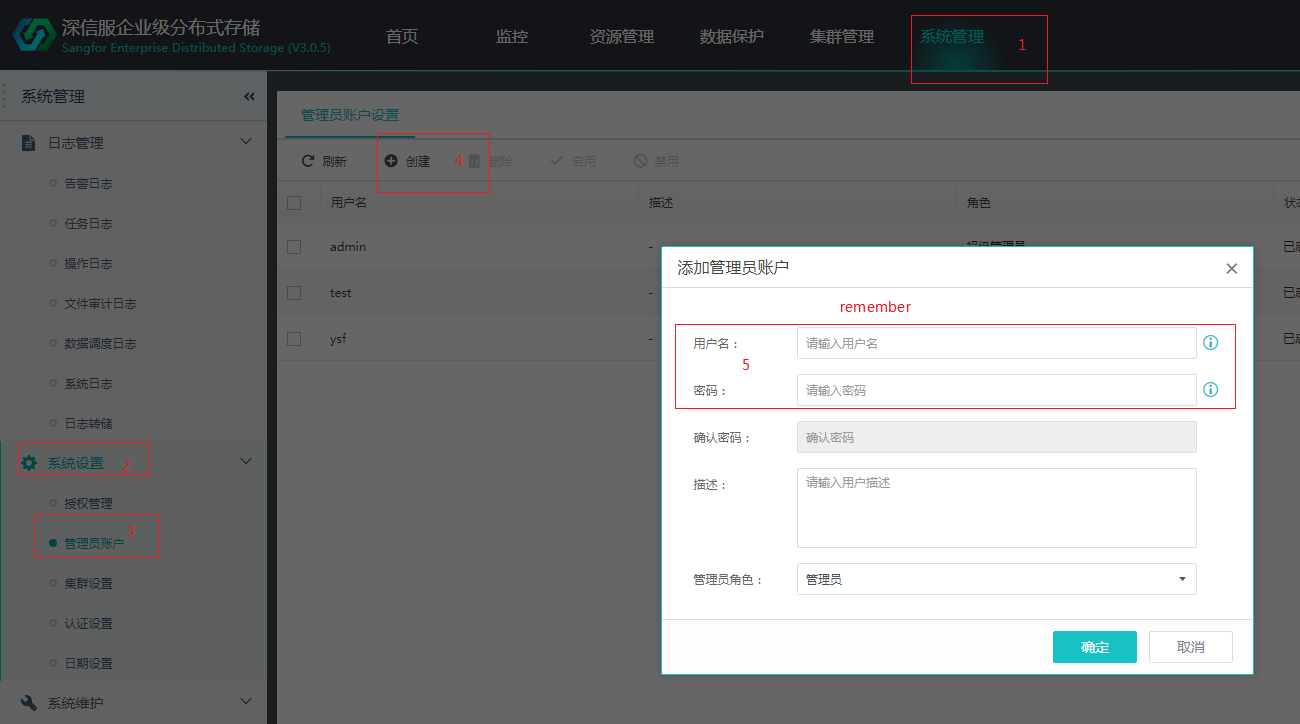 深信服企业级分布式存储
Sangfor Enterprise Distributed Storage (V3.0.5)
首页 监控 资源管理 数据保护 集群管理 系统管理 1
系统管理
日志管理
告警日志
任务日志
操作日志
文件审计日志
数据调度日志
系统日志
日志转储
系统设置 2
授权管理
管理员账户 3
集群设置
认证设置
日期设置
系统维护
管理员账户设置
刷新 创建 4 删除 启用 禁用
用户名 描述 角色
admin - 超级管理员
test -
ysf -
添加管理员账户
remember
用户名： 请输入用户名
5
密码： 请输入密码
确认密码： 确认密码
描述： 请输入用户描述
管理员角色： 管理员
确定 取消